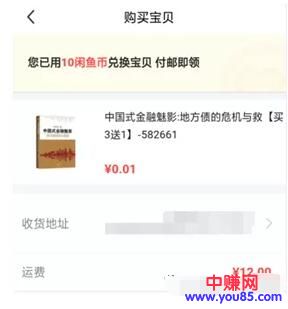 购买宝贝
您已用10闲鱼币兑换宝贝 付邮即领
中国式金融魅影
中国式金融魅影:地方债的危机与救【买
3送1】-582661
¥0.01
收货地址
运费
¥12.00
中赚网
www.you85.com